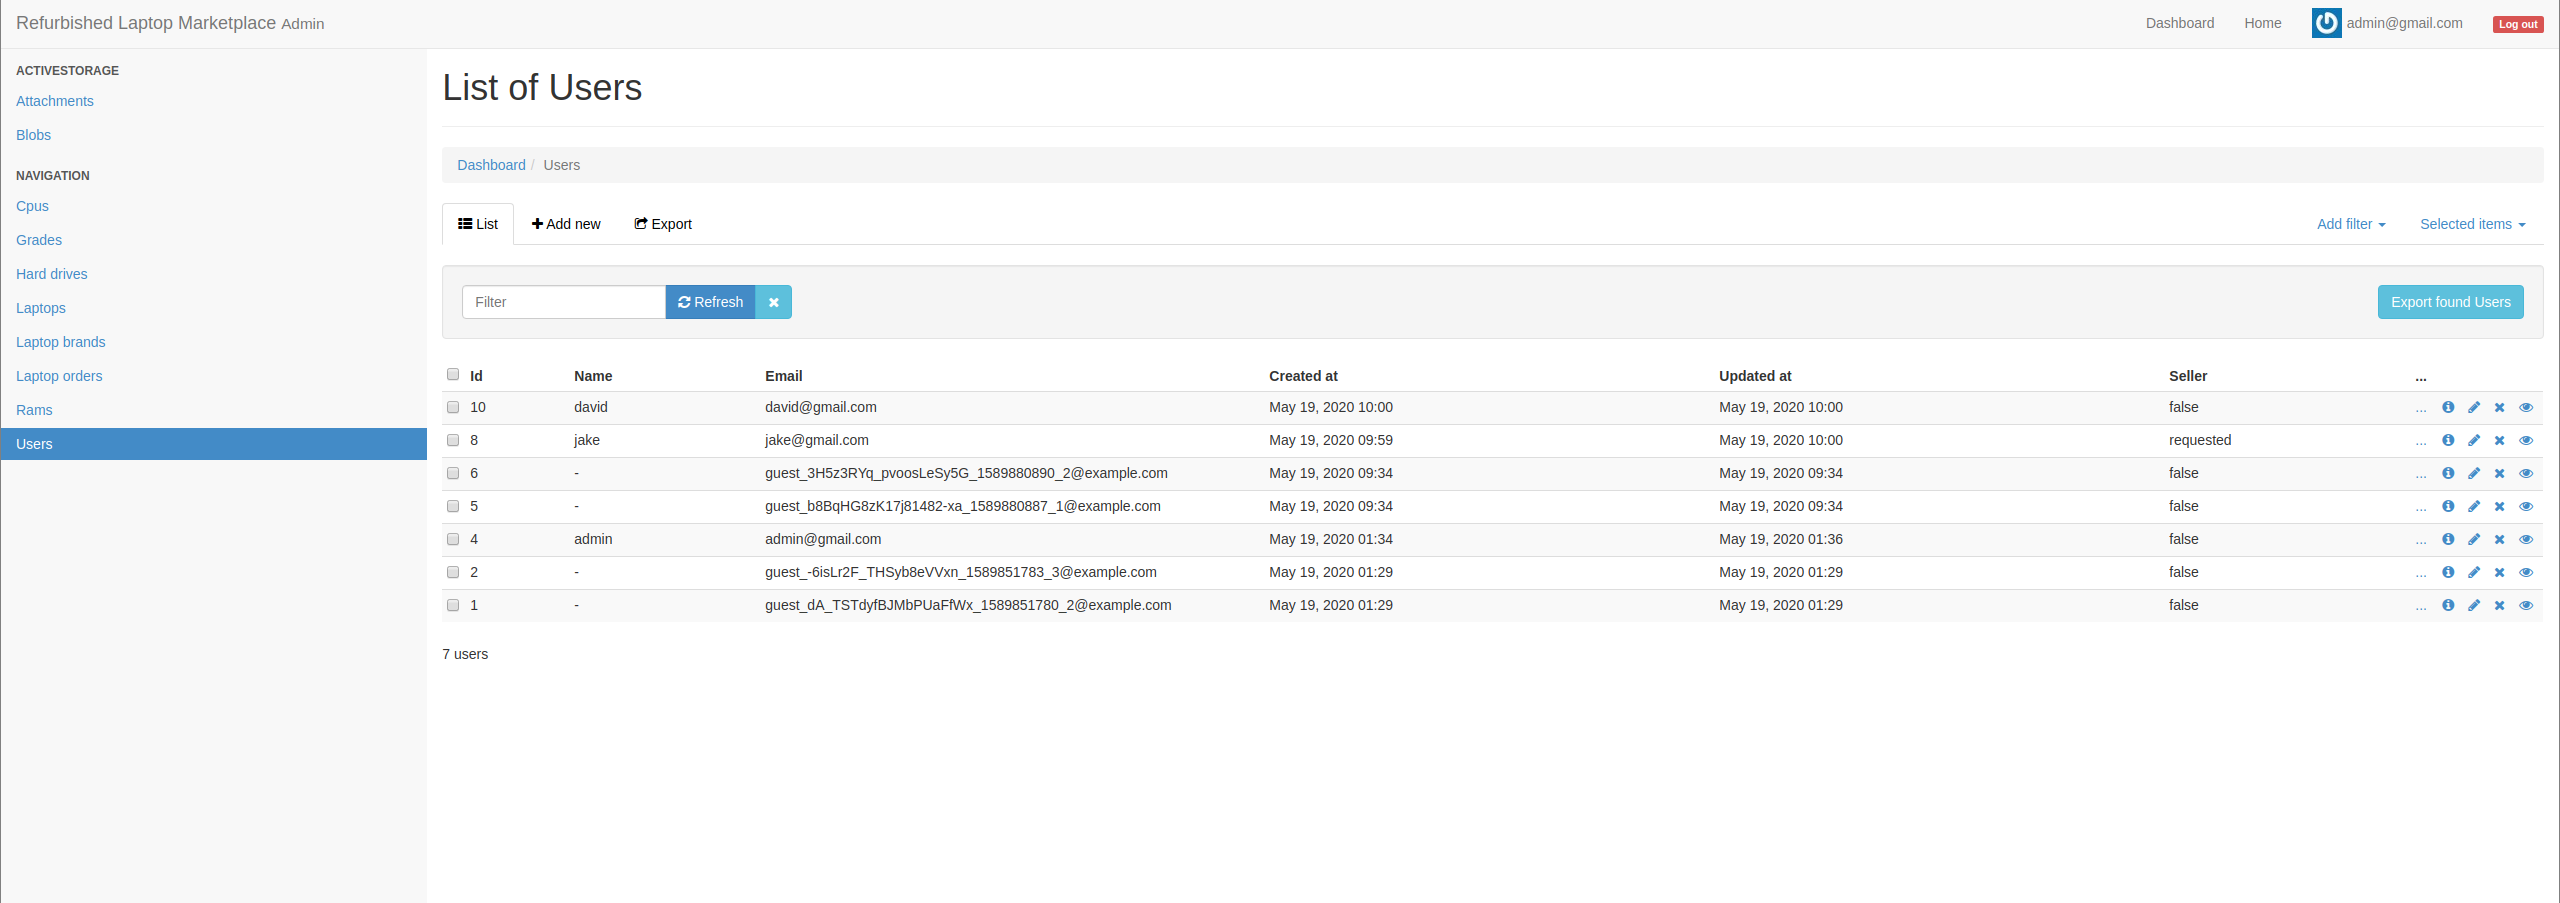 Refurbished Laptop Marketplace Admin
Dashboard Home admin@gmail.com Log out
ACTIVESTORAGE
Attachments
Blobs
NAVIGATION
Cpus
Grades
Hard drives
Laptops
Laptop brands
Laptop orders
Rams
Users
List of Users
Dashboard / Users
List Add new Export Add filter Selected items
Filter Refresh Export found Users
Id Name Email Created at Updated at Seller ...
10 david david@gmail.com May 19, 2020 10:00 May 19, 2020 10:00 false ...
8 jake jake@gmail.com May 19, 2020 09:59 May 19, 2020 10:00 requested ...
6 - guest_3H5z3RYq_pvoosLeSy5G_1589880890_2@example.com May 19, 2020 09:34 May 19, 2020 09:34 false ...
5 - guest_b8BqHG8zK17j81482-xa_1589880887_1@example.com May 19, 2020 09:34 May 19, 2020 09:34 false ...
4 admin admin@gmail.com May 19, 2020 01:34 May 19, 2020 01:36 false ...
2 - guest_-6isLr2F_THSyb8eVVxn_1589851783_3@example.com May 19, 2020 01:29 May 19, 2020 01:29 false ...
1 - guest_dA_TSTdyfBJMbPUaFfWx_1589851780_2@example.com May 19, 2020 01:29 May 19, 2020 01:29 false ...
7 users